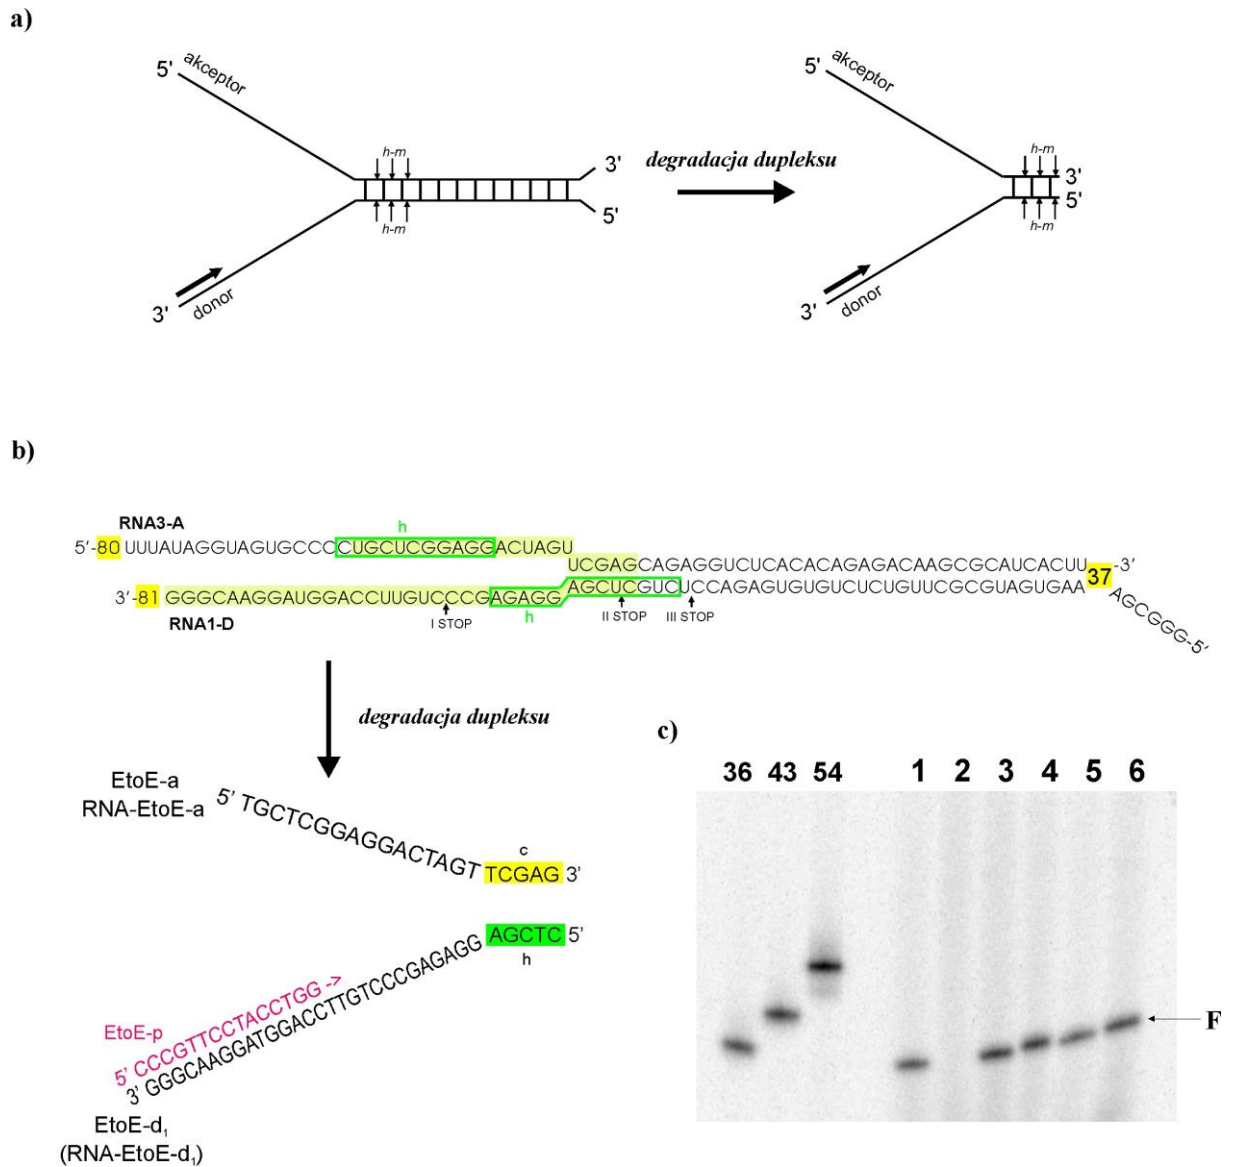 a)
5' akceptor
h-m
3'
5'
h-m
3' donor
degradacja dupleksu
5' akceptor
h-m
3'
5'
h-m
3' donor
b)
RNA3-A
h
5'-80 UUUAUAGGUAGUGCCCCUGCUCGGAGGACUAGU
UCGAGCAGAGGUCUCACACAGAGACAAGCGCAUCACUU 37 -3'
3'-81 GGGCAAGGAUGGACCUUGUCCCGAGAGG AGCUCGUCUCCAGAGUGUGUCUCUGUUCGCGUAGUGAA AGCGGG-5'
RNA1-D
I STOP
h
II STOP
III STOP
degradacja dupleksu
EtoE-a
RNA-EtoE-a
5' TGCTCGGAGGACTAGT TCGAG 3'
c
AGCTC 5'
h
EtoE-p
5' CCCGTTCCTACCTGG ->
3' GGGCAAGGATGGACCTTGTCCCGAGAGG
EtoE-d1
(RNA-EtoE-d1)
c)
36 43 54 1 2 3 4 5 6
F